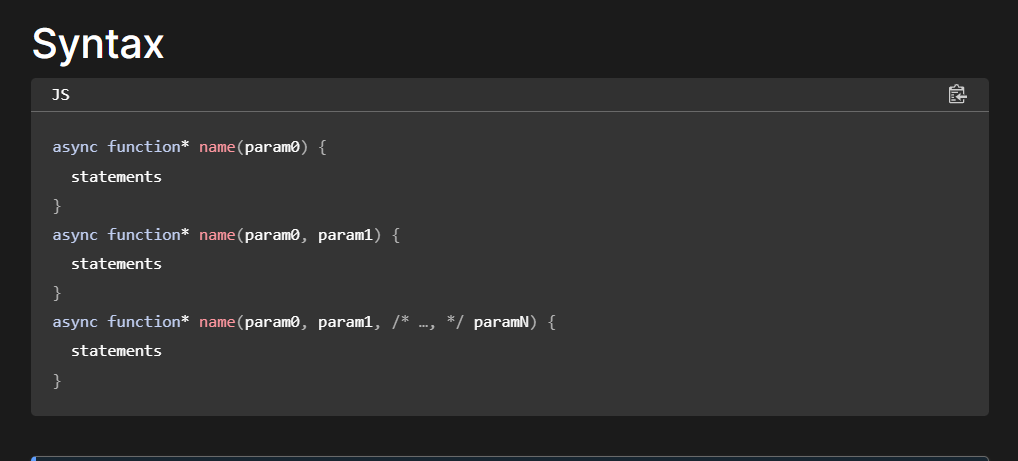 Syntax
JS
async function* name(param0) {
  statements
}
async function* name(param0, param1) {
  statements
}
async function* name(param0, param1, /* …, */ paramN) {
  statements
}